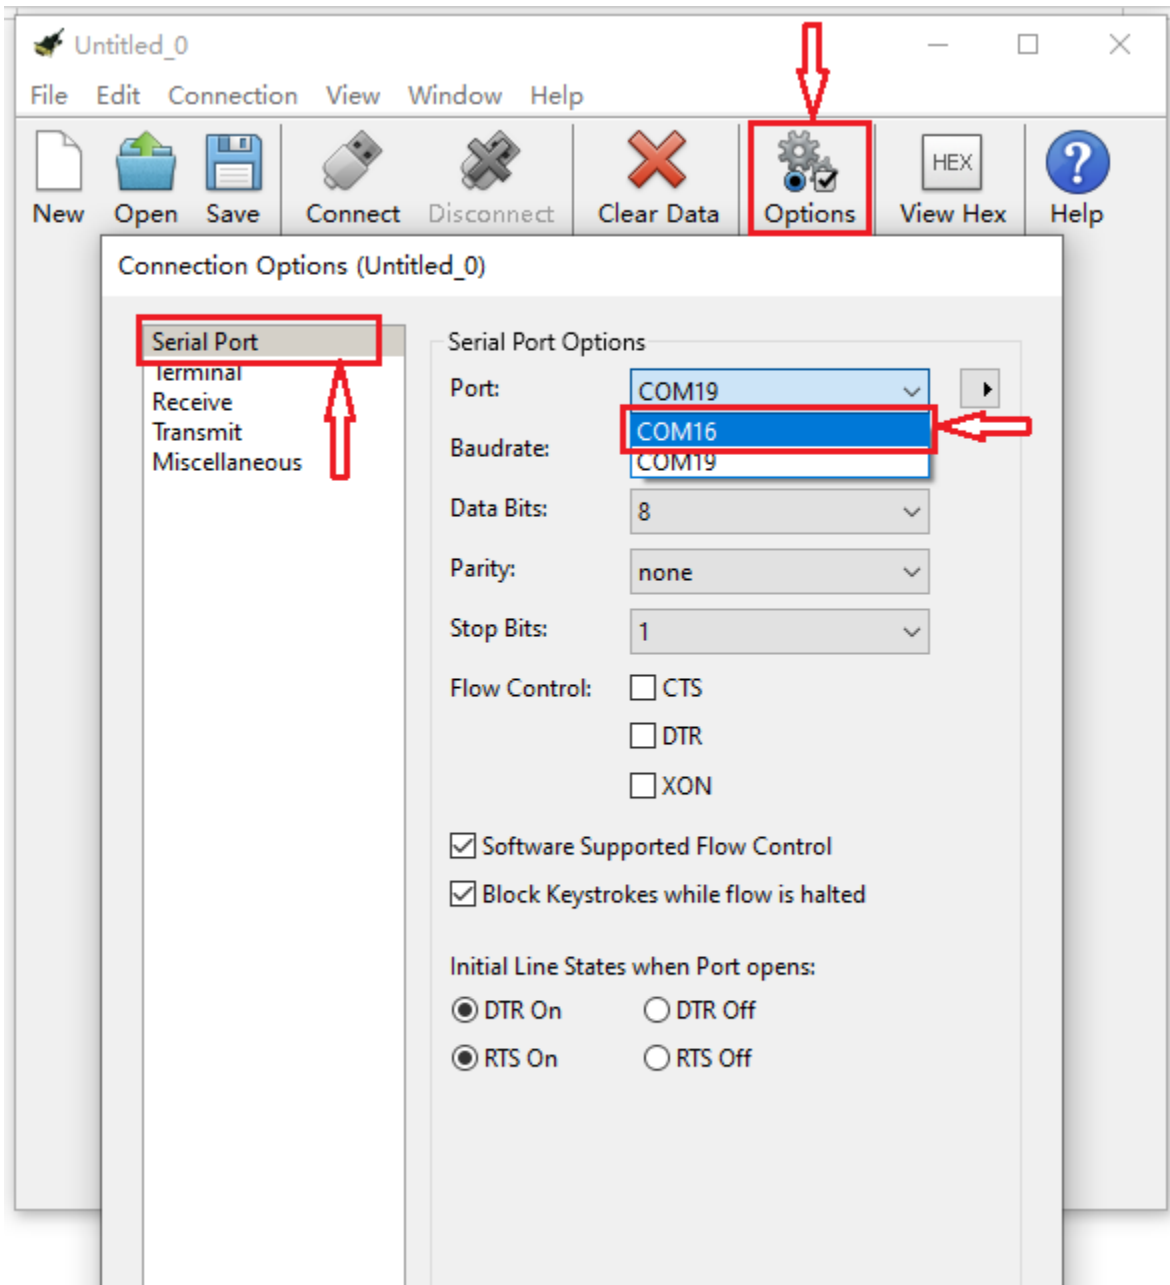 Untitled_0
File Edit Connection View Window Help
HEX
New Open Save Connect Disconnect Clear Data Options View Hex Help
Connection Options (Untitled_0)
Serial Port
Terminal
Receive
Transmit
Miscellaneous
Serial Port Options
Port: COM19
COM16
Baudrate:
COM19
Data Bits: 8
Parity: none
Stop Bits: 1
Flow Control: CTS
DTR
XON
Software Supported Flow Control
Block Keystrokes while flow is halted
Initial Line States when Port opens:
DTR On DTR Off
RTS On RTS Off